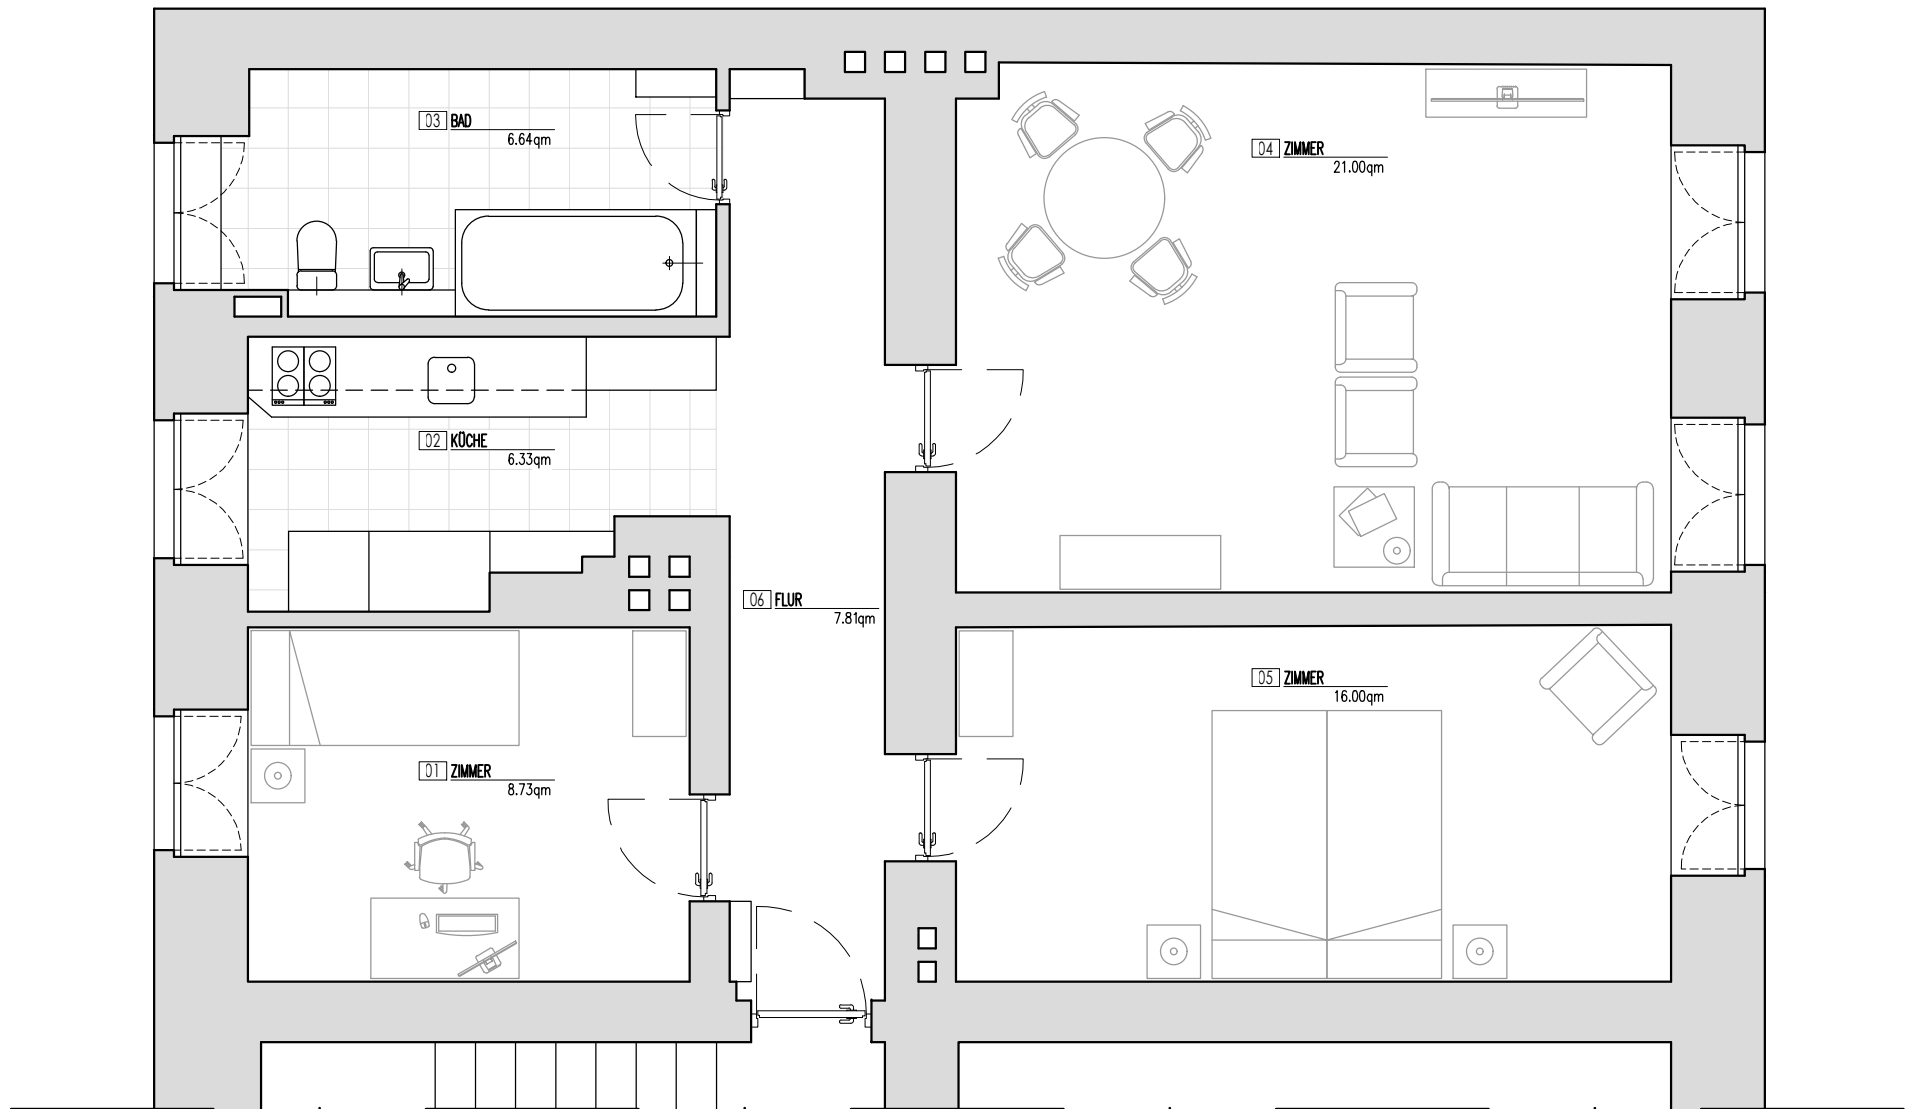 03 BAD
6.64qm
04 ZIMMER
21.00qm
02 KÜCHE
6.33qm
06 FLUR
7.81qm
05 ZIMMER
16.00qm
01 ZIMMER
8.73qm